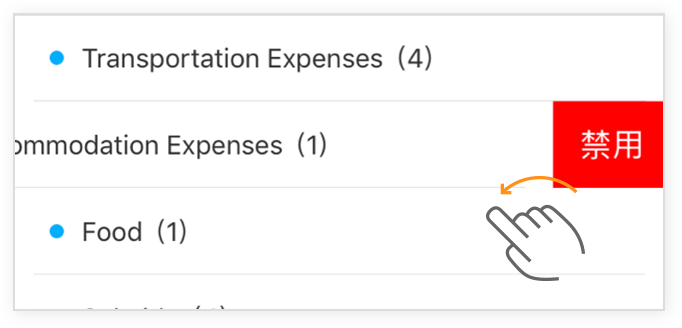 Transportation Expenses（4）
ommodation Expenses（1） 禁用
Food（1）